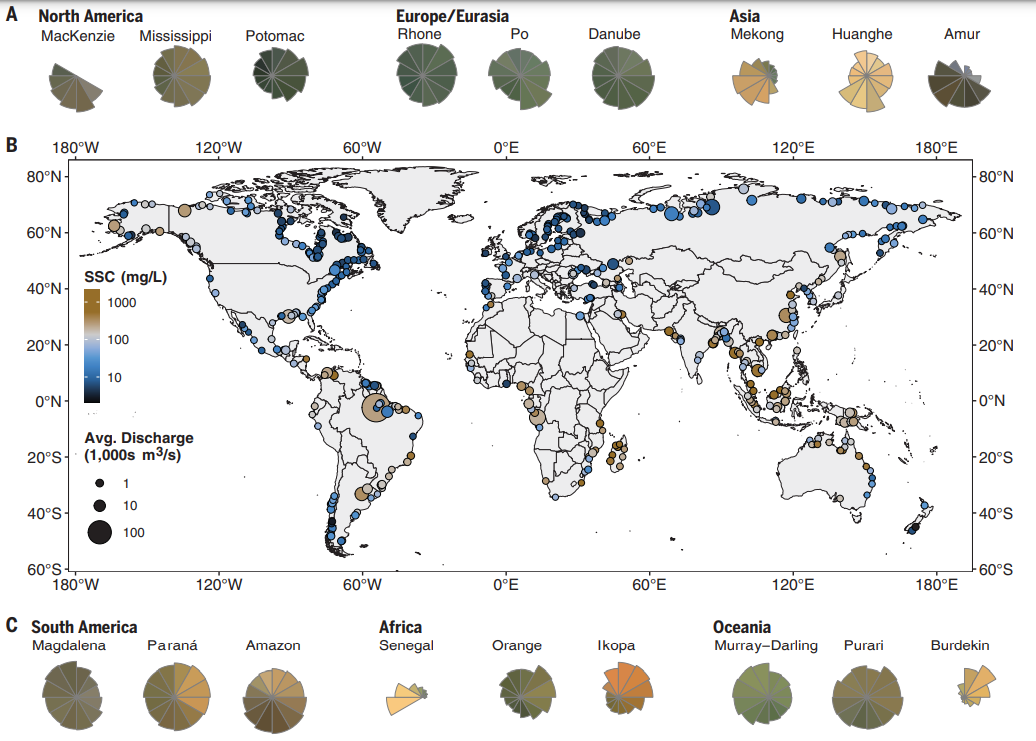 A North America Europe/Eurasia Asia
MacKenzie Mississippi Potomac Rhone Po Danube Mekong Huanghe Amur
B
180°W 120°W 60°W 0°E 60°E 120°E 180°E
80°N 80°N
60°N 60°N
40°N 40°N
20°N 20°N
0°N 0°N
20°S 20°S
40°S 40°S
60°S 60°S
SSC (mg/L)
1000
100
10
Avg. Discharge
(1,000s m³/s)
1
10
100
180°W 120°W 60°W 0°E 60°E 120°E 180°E
C South America Africa Oceania
Magdalena Paraná Amazon Senegal Orange Ikopa Murray–Darling Purari Burdekin